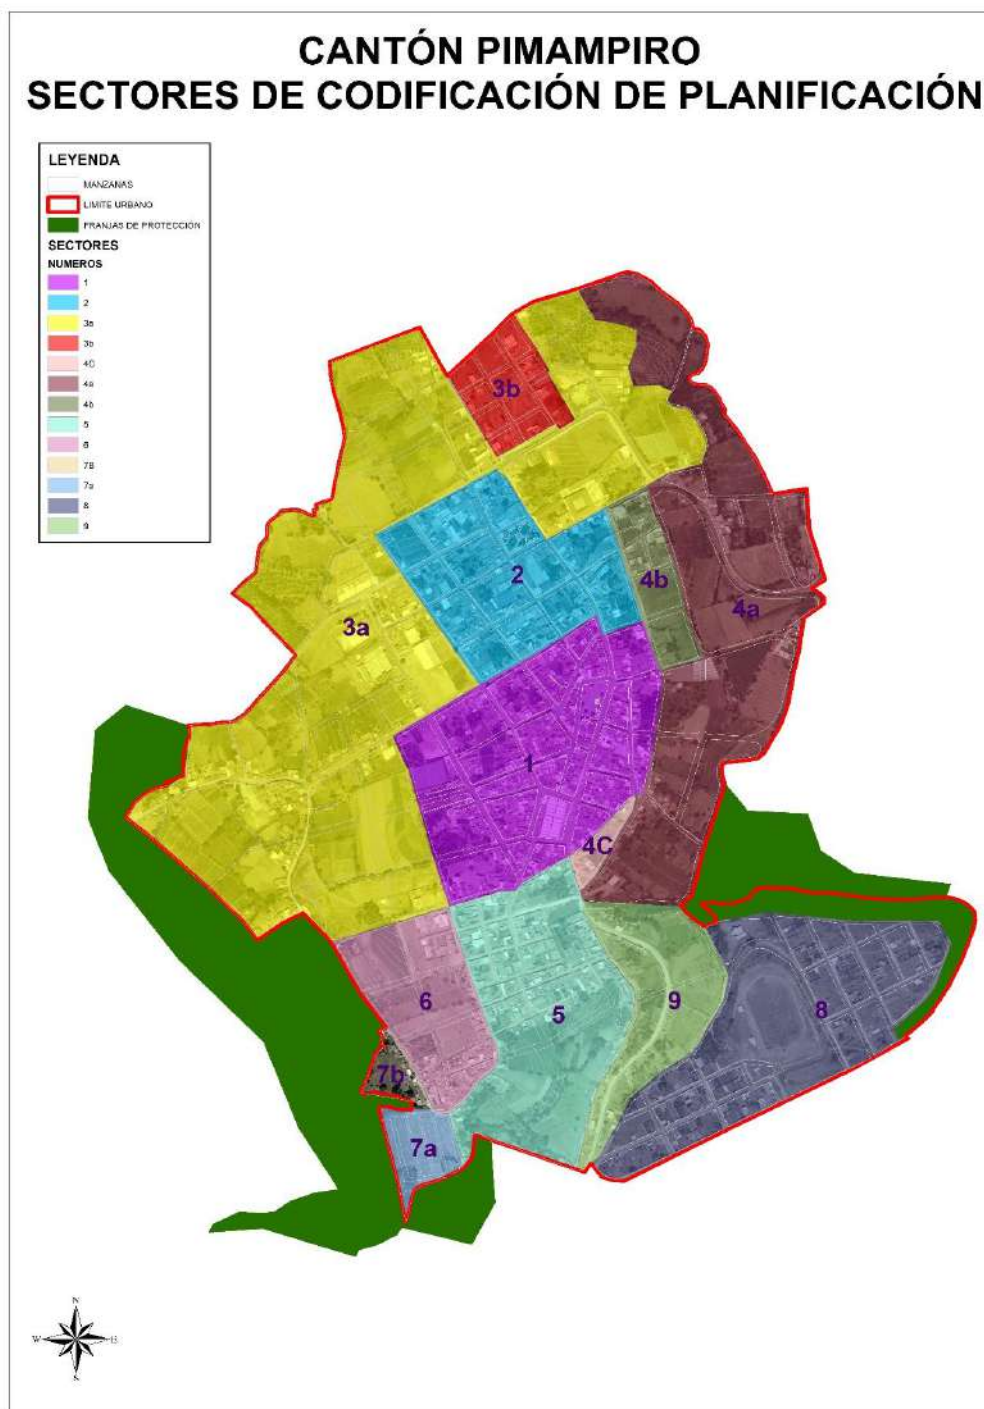 CANTÓN PIMAMPIRO
SECTORES DE CODIFICACIÓN DE PLANIFICACIÓN
LEYENDA
MANZANAS
LIMITE URBANO
FRANJAS DE PROTECCIÓN
SECTORES
NUMEROS
1
2
3a
3b
4C
4a
4b
5
6
7B
7a
8
9
3b
2
4b
4a
3a
1
4C
6
5
9
8
7b
7a
N
W
E
S